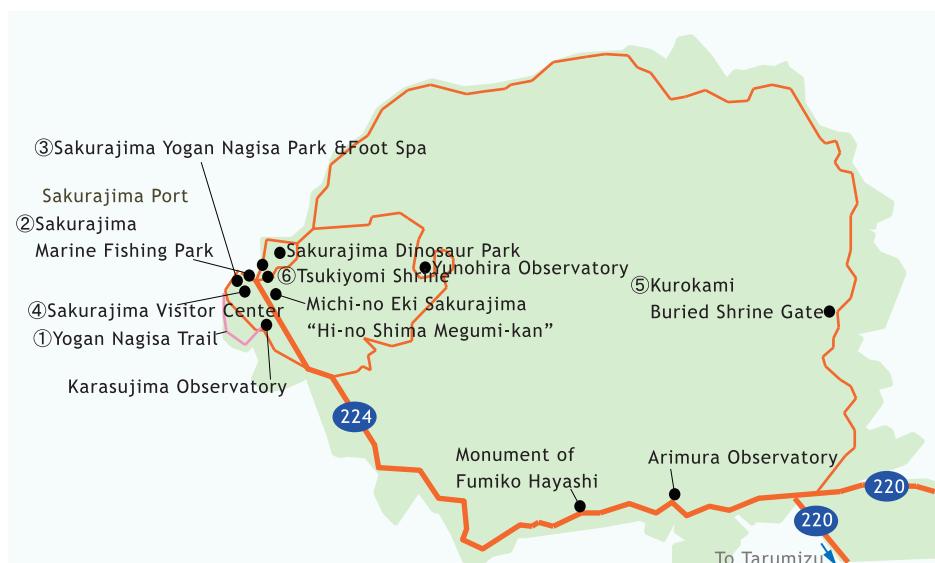 ③Sakurajima Yogan Nagisa Park &Foot Spa
Sakurajima Port
②Sakurajima
Marine Fishing Park
Sakurajima Dinosaur Park
⑥Tsukiyomi Shrine
Yunohira Observatory
⑤Kurokami
Buried Shrine Gate
④Sakurajima Visitor Center
Michi-no Eki Sakurajima
“Hi-no Shima Megumi-kan”
①Yogan Nagisa Trail
Karasujima Observatory
224
Monument of
Fumiko Hayashi
Arimura Observatory
220
220
To Tarumizu